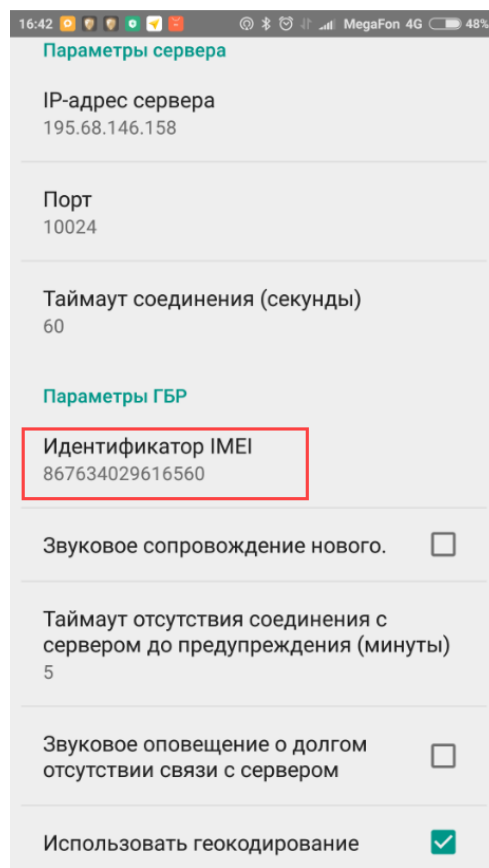 16:42 MegaFon 4G 48%
Параметры сервера
IP-адрес сервера
195.68.146.158
Порт
10024
Таймаут соединения (секунды)
60
Параметры ГБР
Идентификатор IMEI
867634029616560
Звуковое сопровождение нового.
Таймаут отсутствия соединения с
сервером до предупреждения (минуты)
5
Звуковое оповещение о долгом
отсутствии связи с сервером
Использовать геокодирование